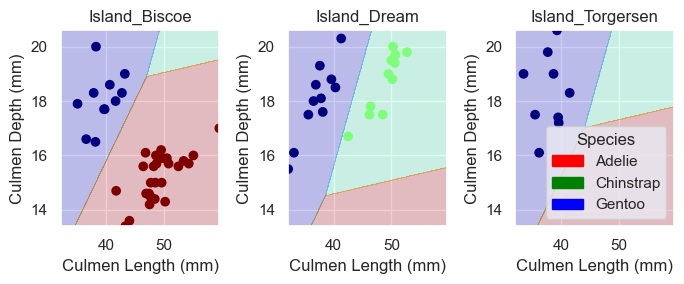 Island_Biscoe
Island_Dream
Island_Torgersen
Culmen Depth (mm)
20
18
16
14
40
50
Culmen Length (mm)
Culmen Depth (mm)
20
18
16
14
40
50
Culmen Length (mm)
Culmen Depth (mm)
20
18
16
14
40
50
Culmen Length (mm)
Species
Adelie
Chinstrap
Gentoo